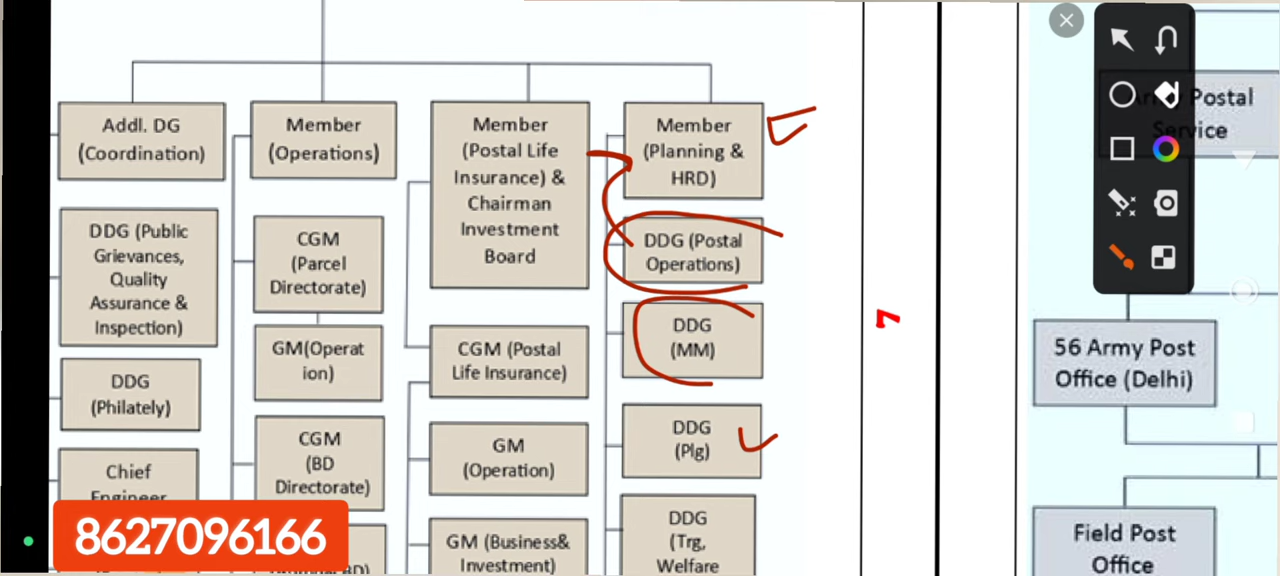 Addl. DG
(Coordination)
DDG (Public
Grievances,
Quality
Assurance &
Inspection)
DDG
(Philately)
Chief
Engineer
Member
(Operations)
CGM
(Parcel
Directorate)
GM(Operat
ion)
CGM
(BD
Directorate)
Member
(Postal Life
Insurance) &
Chairman
Investment
Board
CGM (Postal
Life Insurance)
GM
(Operation)
GM (Business&
Investment)
Member
(Planning &
HRD)
DDG (Postal
Operations)
DDG
(MM)
DDG
(Plg)
DDG
(Trg,
Welfare
7
Army Postal
Service
56 Army Post
Office (Delhi)
Field Post
Office
8627096166